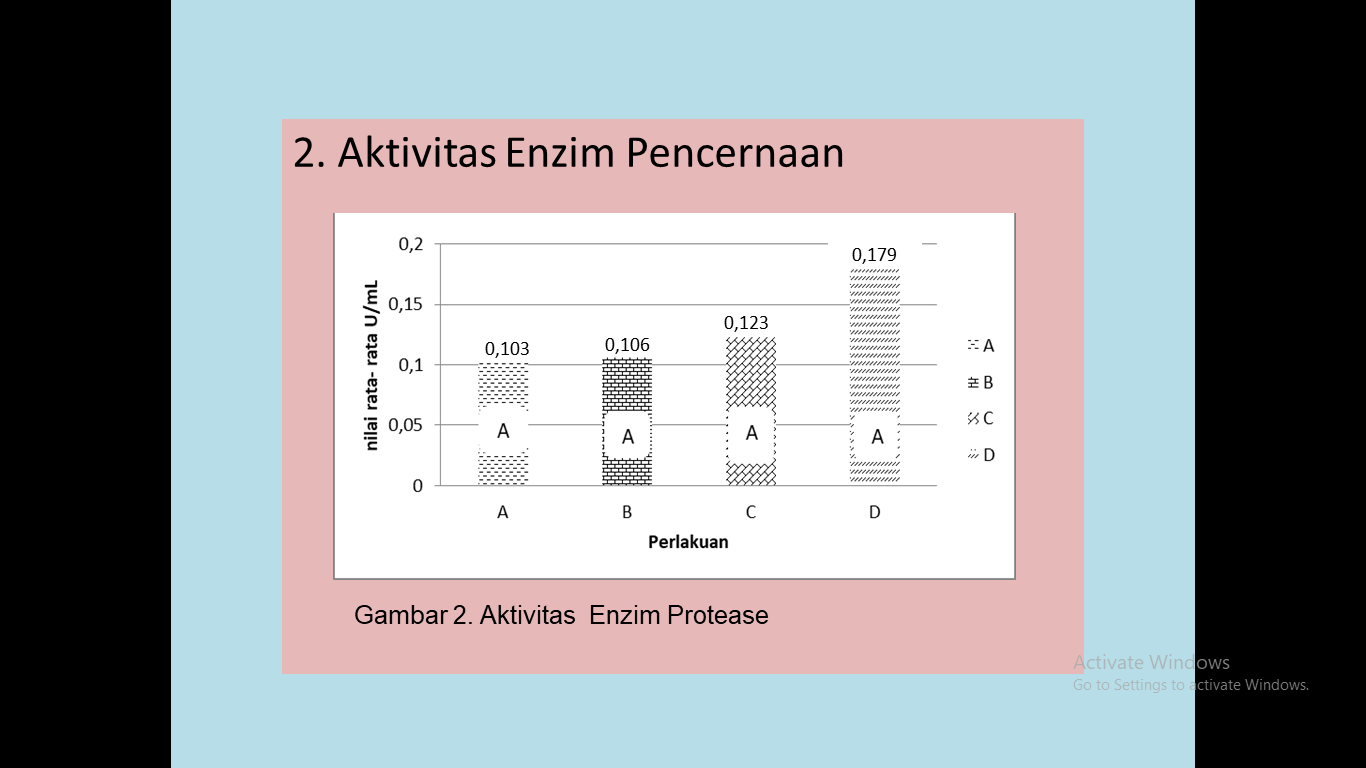 2. Aktivitas Enzim Pencernaan
nilai rata- rata U/mL
0,2
0,15
0,1
0,05
0
0,103
0,106
0,123
0,179
A
A
A
A
A
B
C
D
Perlakuan
A
B
C
D
Gambar 2. Aktivitas Enzim Protease
Activate Windows
Go to Settings to activate Windows.